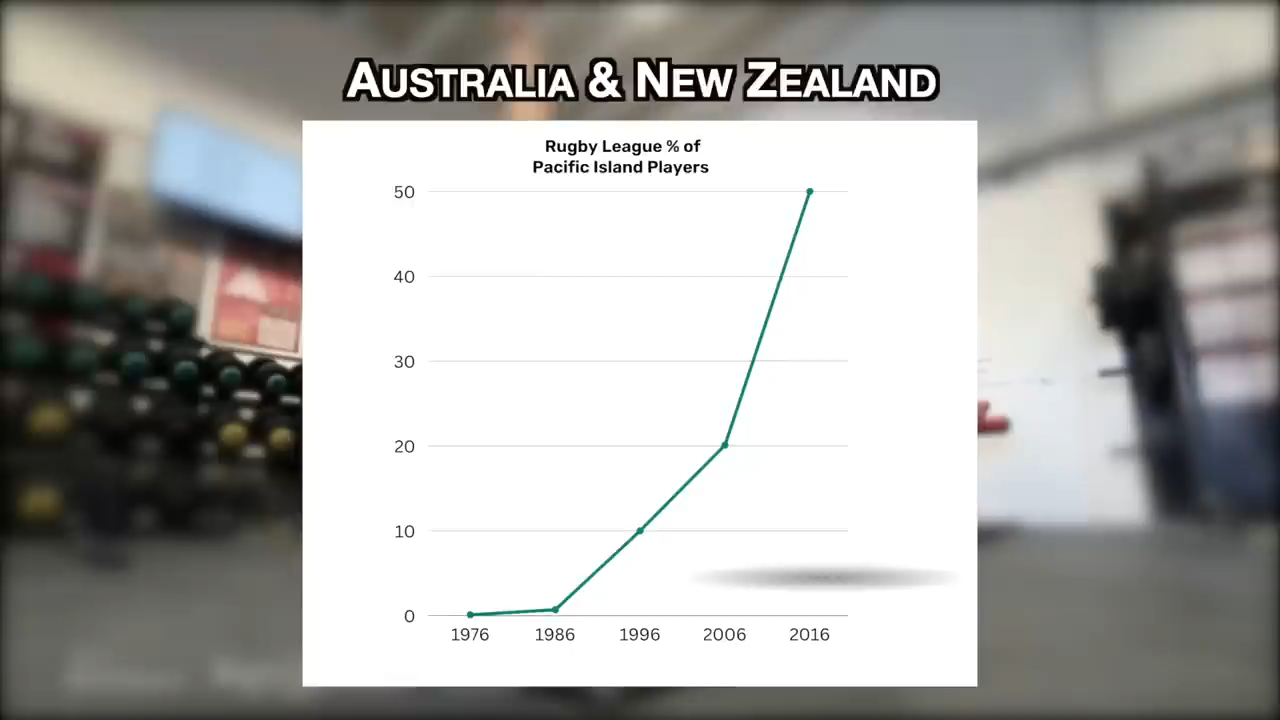 AUSTRALIA & NEW ZEALAND
Rugby League % of
Pacific Island Players
50
40
30
20
10
0
1976 1986 1996 2006 2016